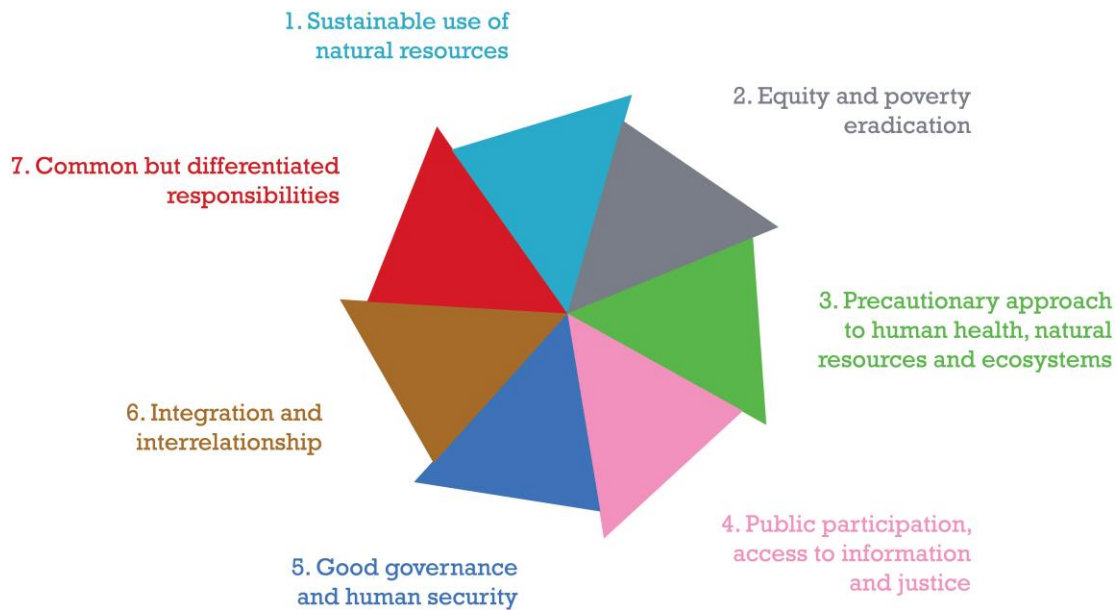 1. Sustainable use of
natural resources
2. Equity and poverty
eradication
3. Precautionary approach
to human health, natural
resources and ecosystems
4. Public participation,
access to information
and justice
5. Good governance
and human security
6. Integration and
interrelationship
7. Common but differentiated
responsibilities